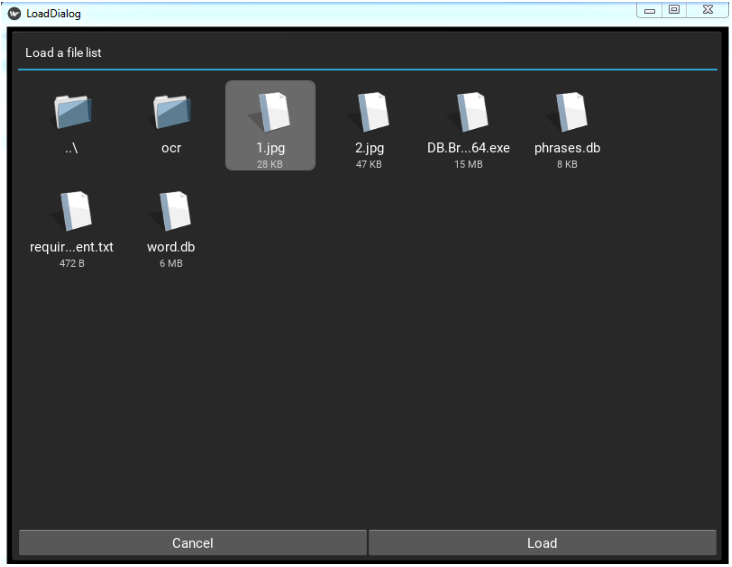 LoadDialog
Load a file list
..\
ocr
1.jpg
28 KB
2.jpg
47 KB
DB.Br...64.exe
15 MB
phrases.db
8 KB
requir...ent.txt
472 B
word.db
6 MB
Cancel
Load